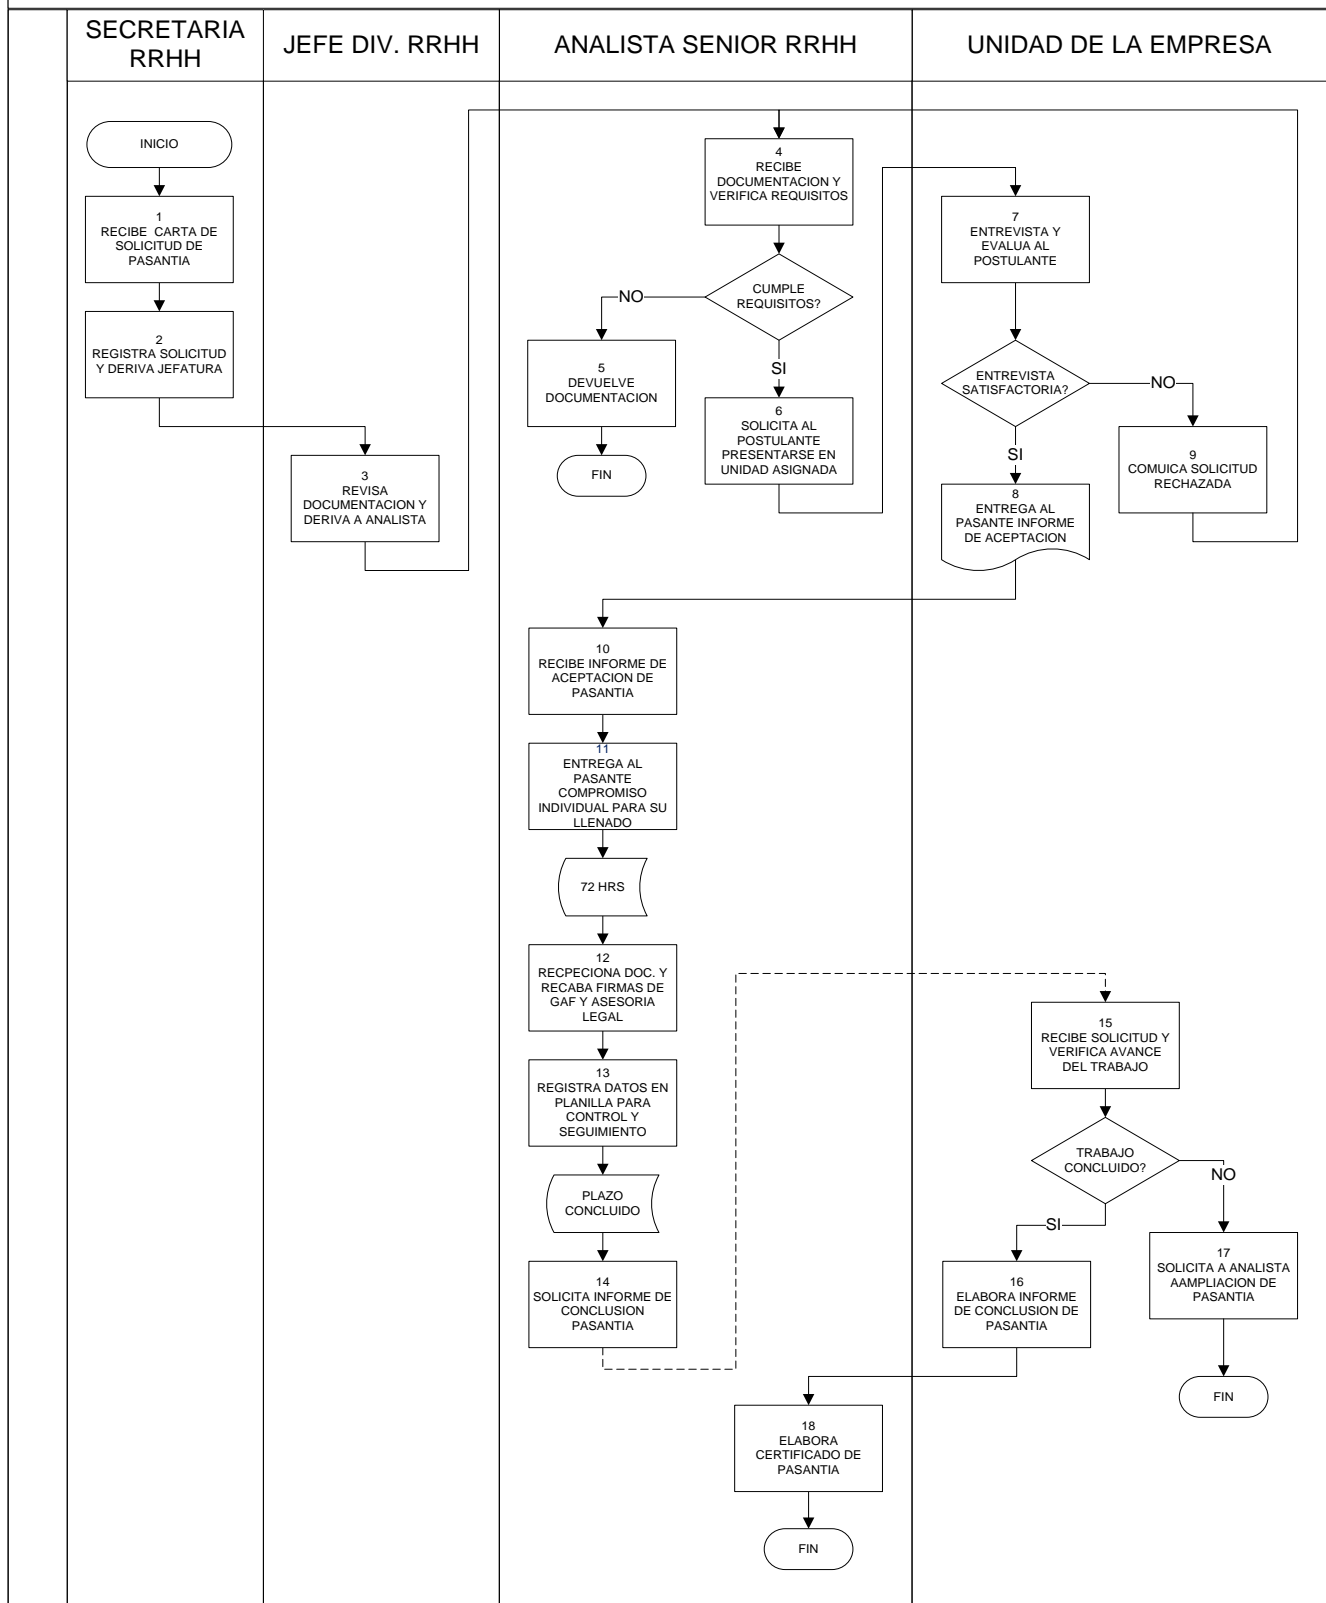 SECRETARIA
RRHH
JEFE DIV. RRHH
ANALISTA SENIOR RRHH
UNIDAD DE LA EMPRESA
INICIO
1
RECIBE CARTA DE
SOLICITUD DE
PASANTIA
2
REGISTRA SOLICITUD
Y DERIVA JEFATURA
3
REVISA
DOCUMENTACION Y
DERIVA A ANALISTA
4
RECIBE
DOCUMENTACION Y
VERIFICA REQUISITOS
CUMPLE
REQUISITOS?
NO
SI
5
DEVUELVE
DOCUMENTACION
FIN
6
SOLICITA AL
POSTULANTE
PRESENTARSE EN
UNIDAD ASIGNADA
7
ENTREVISTA Y
EVALUA AL
POSTULANTE
ENTREVISTA
SATISFACTORIA?
NO
SI
8
ENTREGA AL
PASANTE INFORME
DE ACEPTACION
9
COMUICA SOLICITUD
RECHAZADA
10
RECIBE INFORME DE
ACEPTACION DE
PASANTIA
11
ENTREGA AL
PASANTE
COMPROMISO
INDIVIDUAL PARA SU
LLENADO
72 HRS
12
RECPECIONA DOC. Y
RECABA FIRMAS DE
GAF Y ASESORIA
LEGAL
13
REGISTRA DATOS EN
PLANILLA PARA
CONTROL Y
SEGUIMIENTO
PLAZO
CONCLUIDO
14
SOLICITA INFORME DE
CONCLUSION
PASANTIA
15
RECIBE SOLICITUD Y
VERIFICA AVANCE
DEL TRABAJO
TRABAJO
CONCLUIDO?
NO
SI
16
ELABORA INFORME
DE CONCLUSION DE
PASANTIA
17
SOLICITA A ANALISTA
AAMPLIACION DE
PASANTIA
FIN
18
ELABORA
CERTIFICADO DE
PASANTIA
FIN